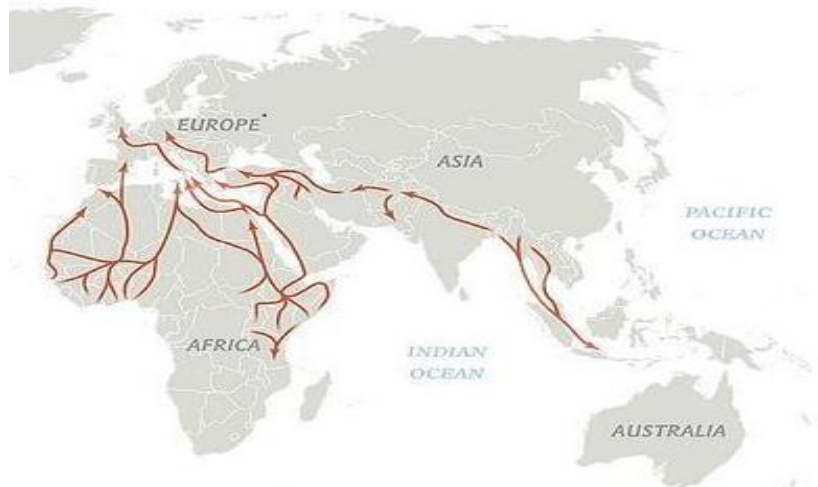 EUROPE
ASIA
PACIFIC
OCEAN
AFRICA
INDIAN
OCEAN
AUSTRALIA